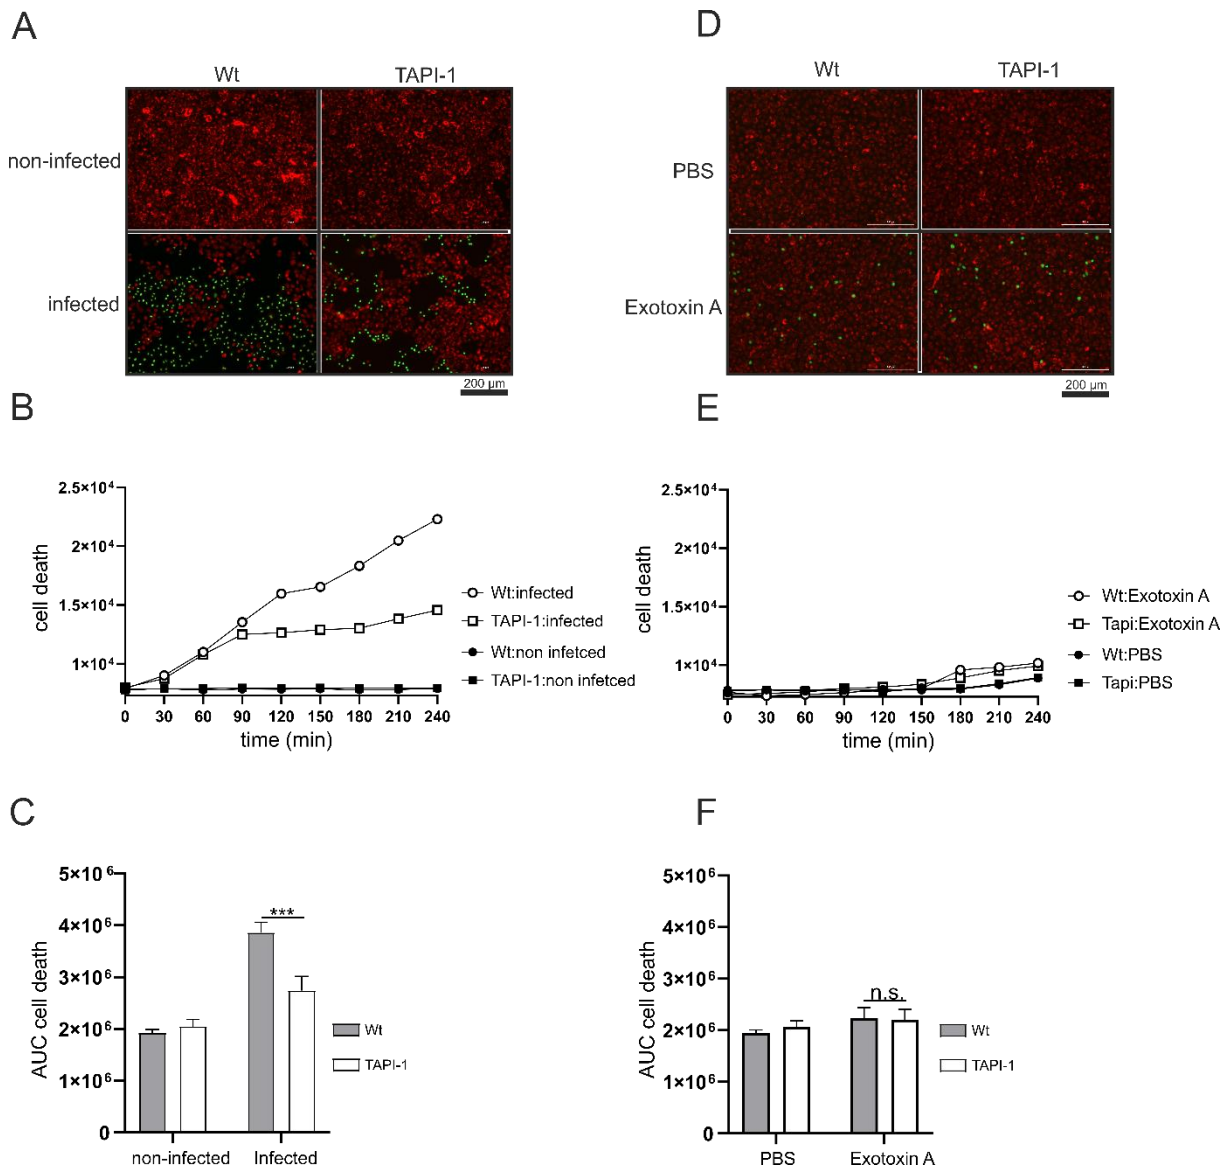 A
Wt TAPI-1
non-infected
infected
200 µm
D
Wt TAPI-1
PBS
Exotoxin A
200 µm
B
2.5×10⁴
2×10⁴
1.5×10⁴
1×10⁴
cell death
0 30 60 90 120 150 180 210 240
time (min)
Wt:infected
TAPI-1:infected
Wt:non infetced
TAPI-1:non infetced
E
2.5×10⁴
2×10⁴
1.5×10⁴
1×10⁴
cell death
0 30 60 90 120 150 180 210 240
time (min)
Wt:Exotoxin A
Tapi:Exotoxin A
Wt:PBS
Tapi:PBS
C
5×10⁶
4×10⁶
3×10⁶
2×10⁶
1×10⁶
0
AUC cell death
***
non-infected Infected
Wt
TAPI-1
F
5×10⁶
4×10⁶
3×10⁶
2×10⁶
1×10⁶
0
AUC cell death
n.s.
PBS Exotoxin A
Wt
TAPI-1